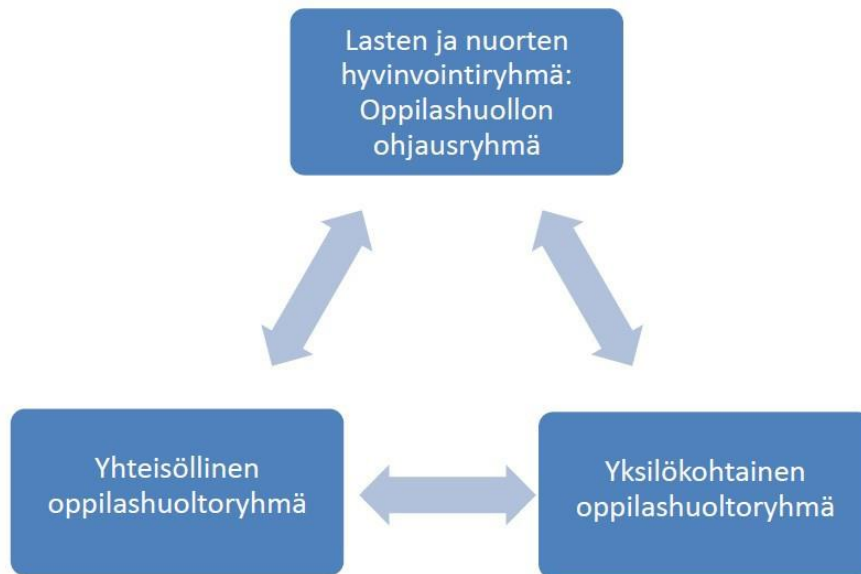 Lasten ja nuorten
hyvinvointiryhmä:
Oppilashuollon
ohjausryhmä
Yhteisöllinen
oppilashuoltoryhmä
Yksilökohtainen
oppilashuoltoryhmä